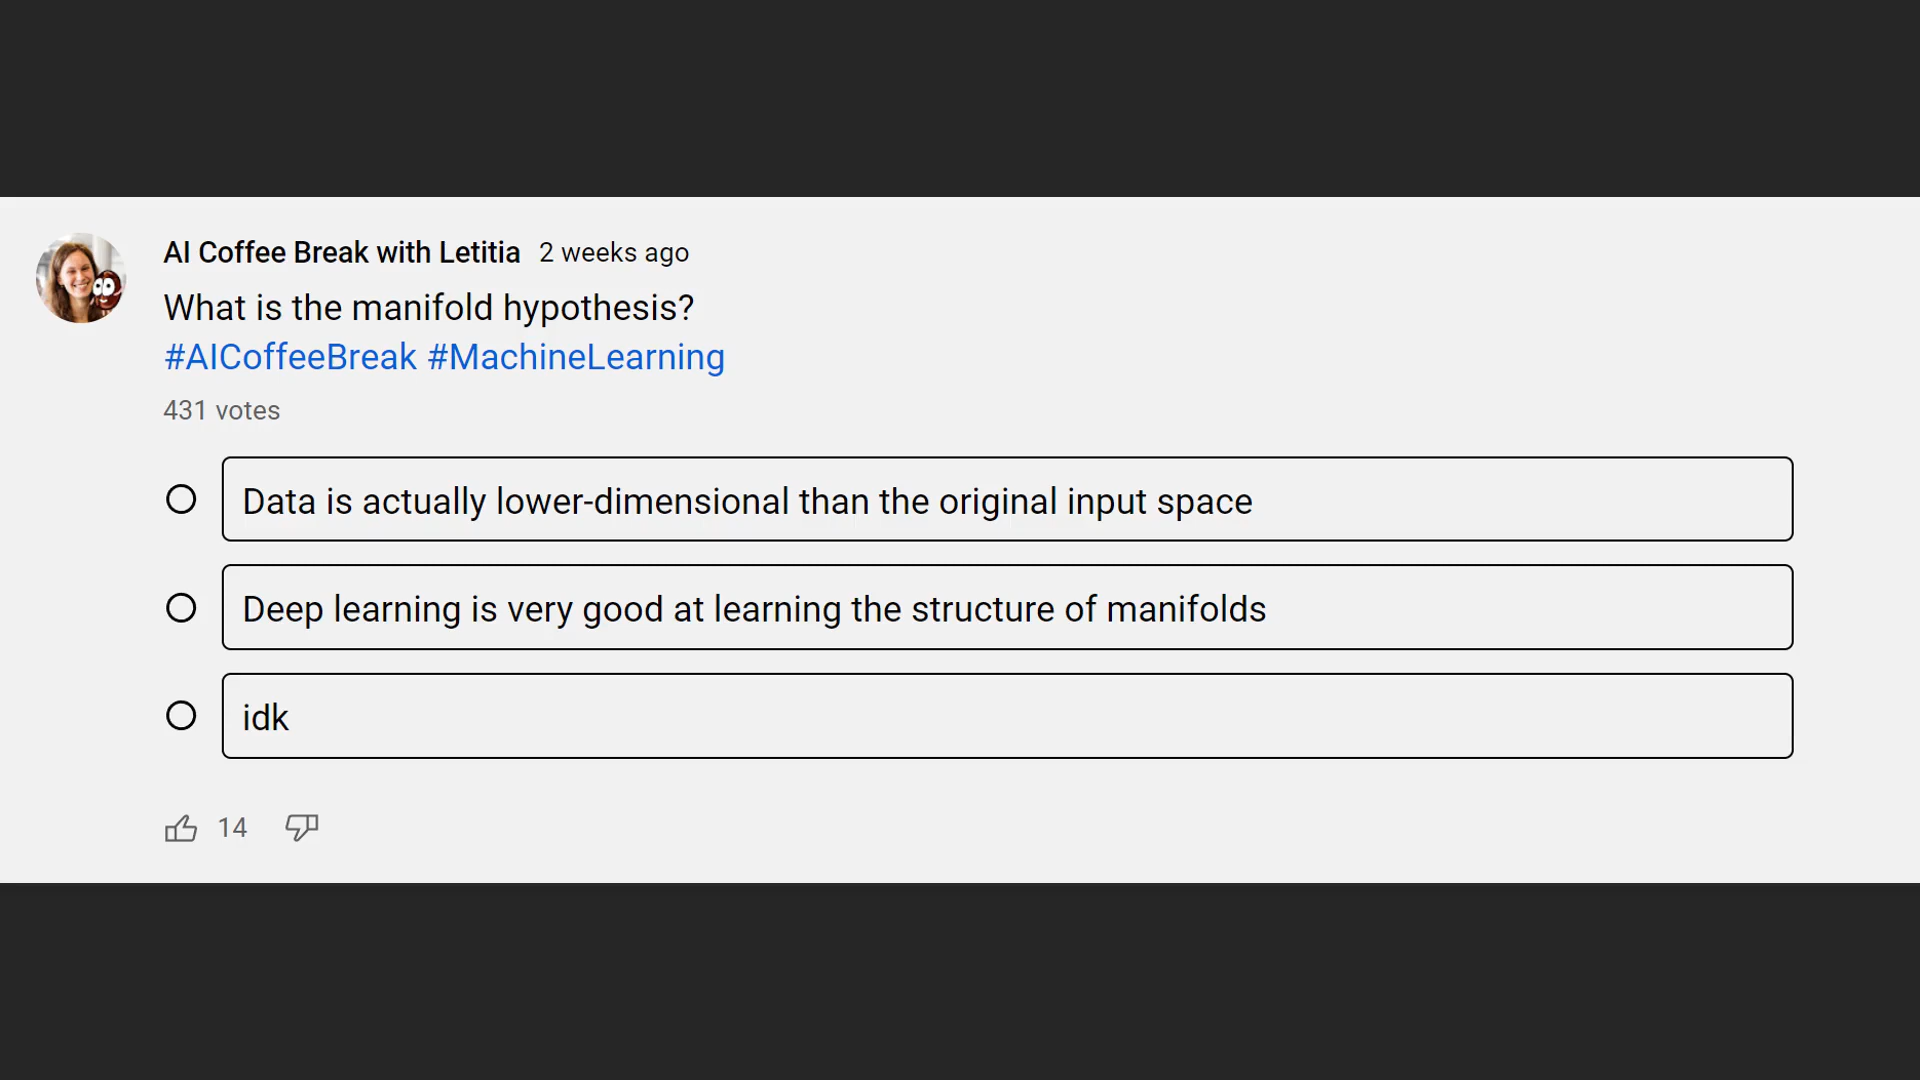 AI Coffee Break with Letitia 2 weeks ago
What is the manifold hypothesis?
#AICoffeeBreak #MachineLearning
431 votes
Data is actually lower-dimensional than the original input space
Deep learning is very good at learning the structure of manifolds
idk
14